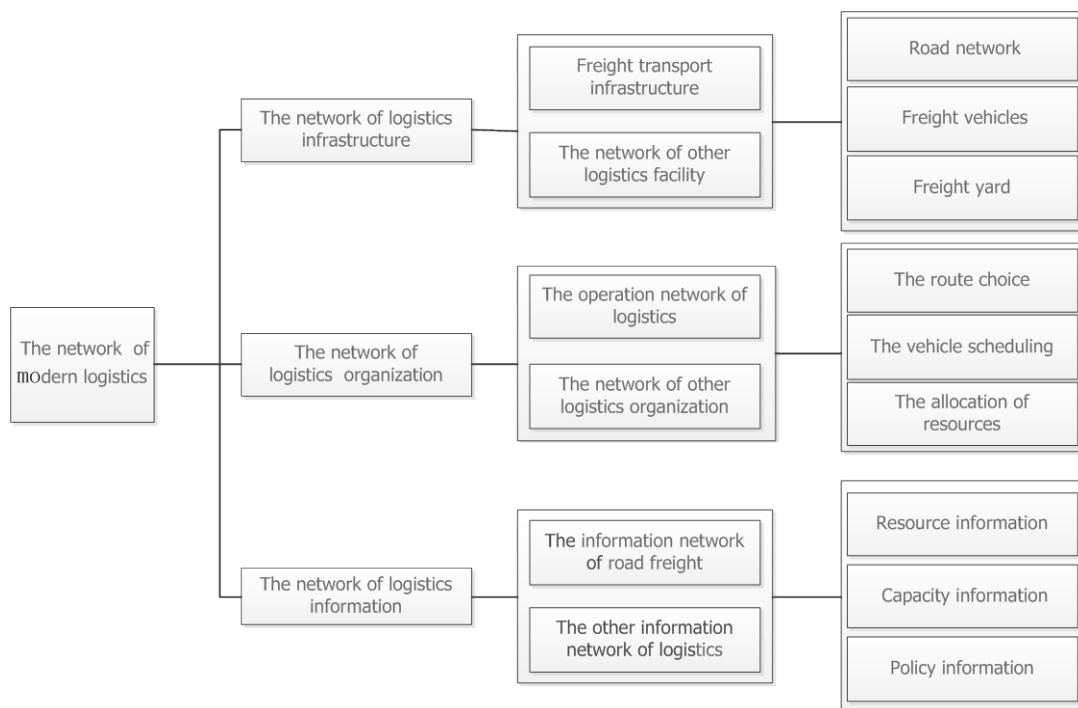 The network of
modern logistics
The network of logistics
infrastructure
Freight transport
infrastructure
The network of other
logistics facility
Road network
Freight vehicles
Freight yard
The network of
logistics organization
The operation network of
logistics
The network of other
logistics organization
The route choice
The vehicle scheduling
The allocation of
resources
The network of logistics
information
The information network
of road freight
The other information
network of logistics
Resource information
Capacity information
Policy information